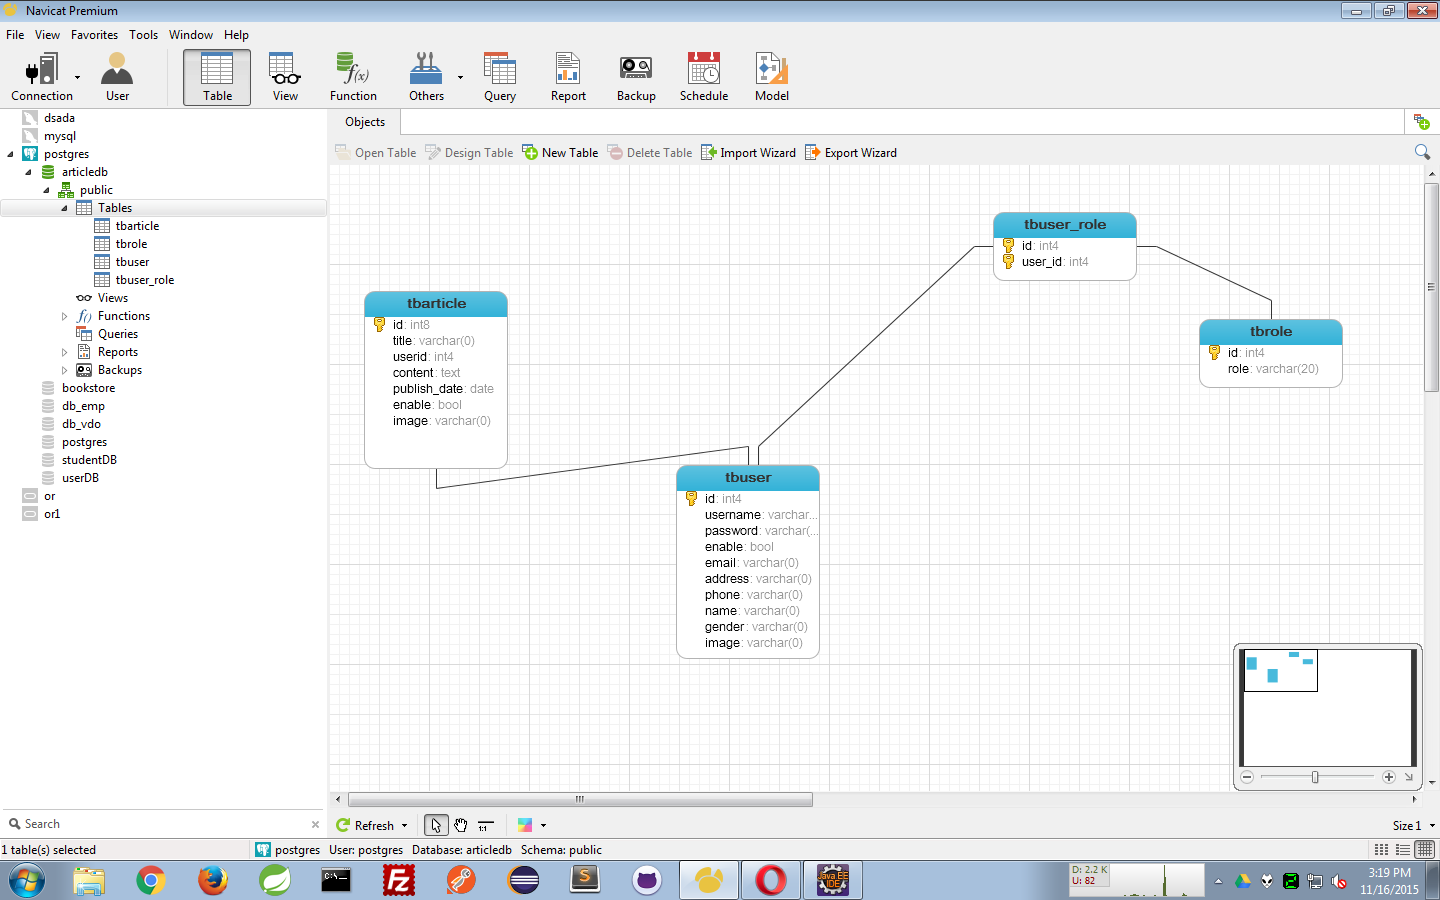 Navicat Premium
File View Favorites Tools Window Help
Connection User Table View Function Others Query Report Backup Schedule Model
f(x)
dsada
mysql
postgres
articledb
public
Tables
tbarticle
tbrole
tbuser
tbuser_role
Views
f() Functions
Queries
Reports
Backups
bookstore
db_emp
db_vdo
postgres
studentDB
userDB
or
or1
Search
Objects
Open Table Design Table New Table Delete Table Import Wizard Export Wizard
tbuser_role
id: int4
user_id: int4
tbarticle
id: int8
title: varchar(0)
userid: int4
content: text
publish_date: date
enable: bool
image: varchar(0)
tbrole
id: int4
role: varchar(20)
tbuser
id: int4
username: varchar...
password: varchar(...
enable: bool
email: varchar(0)
address: varchar(0)
phone: varchar(0)
name: varchar(0)
gender: varchar(0)
image: varchar(0)
Refresh 1:1 Size 1
1 table(s) selected postgres User: postgres Database: articledb Schema: public
C:\_
Fz
S
Java EE
IDE
D: 2.2 K
U: 82
2
3:19 PM
11/16/2015